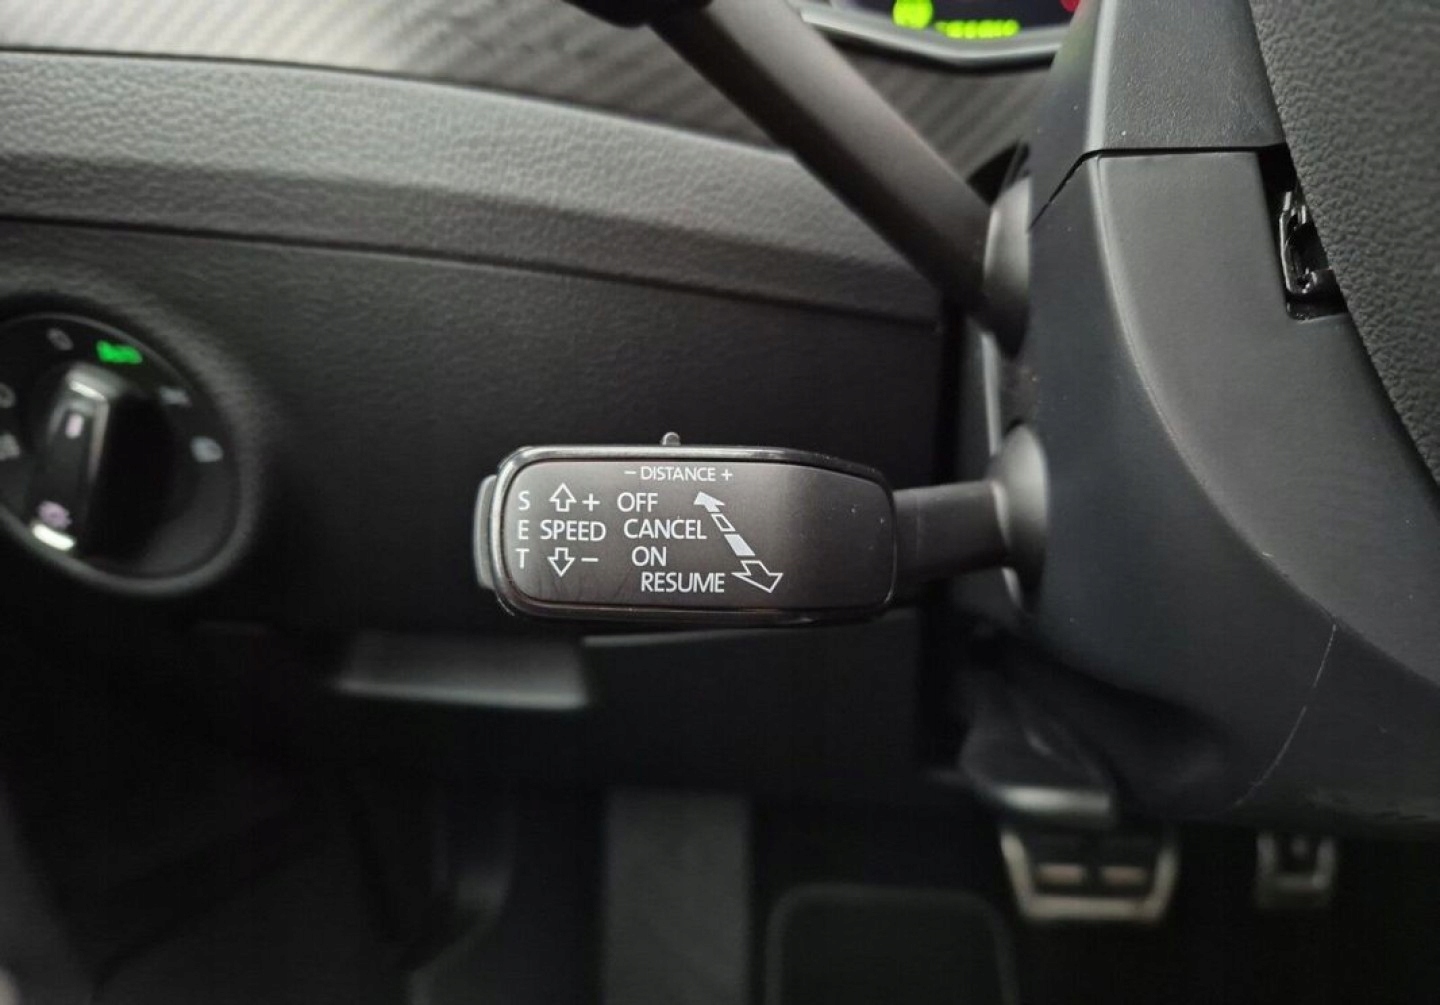 − DISTANCE +
S + OFF
E SPEED CANCEL
T − ON
RESUME